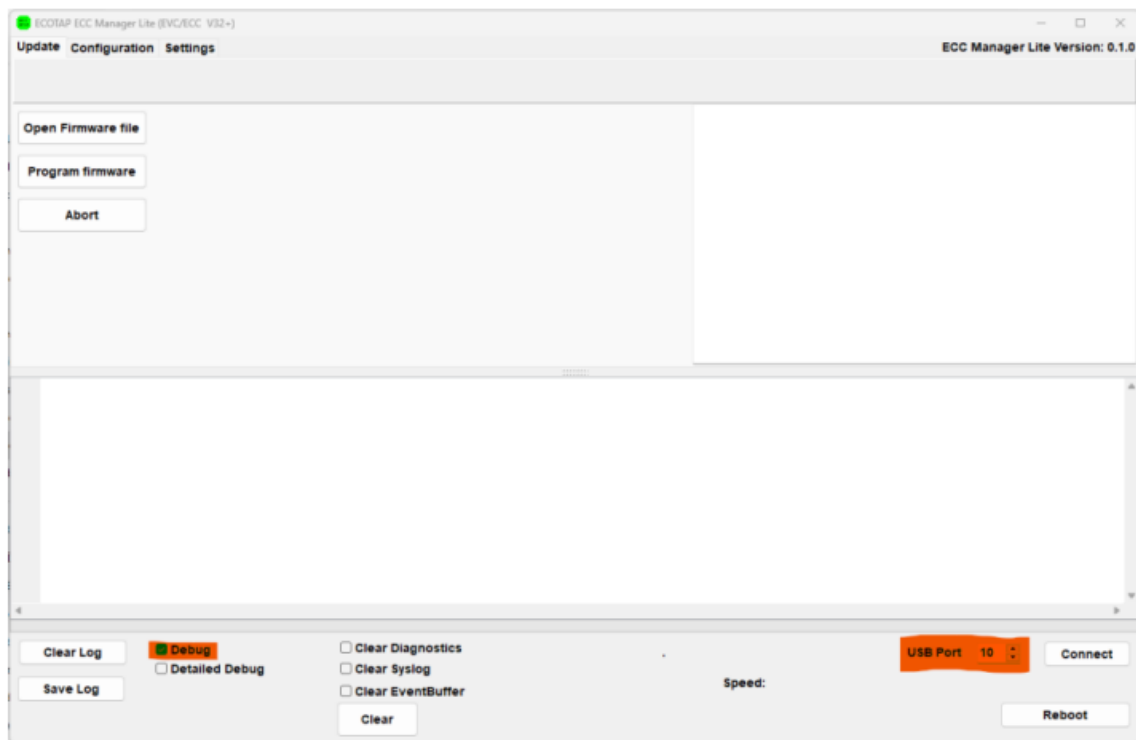 ECOTAP ECC Manager Lite (EVC/ECC V32+)
Update Configuration Settings
ECC Manager Lite Version: 0.1.0
Open Firmware file
Program firmware
Abort
Clear Log
Debug
Clear Diagnostics
USB Port 10
Connect
Detailed Debug
Clear Syslog
Save Log
Clear EventBuffer
Speed:
Clear
Reboot